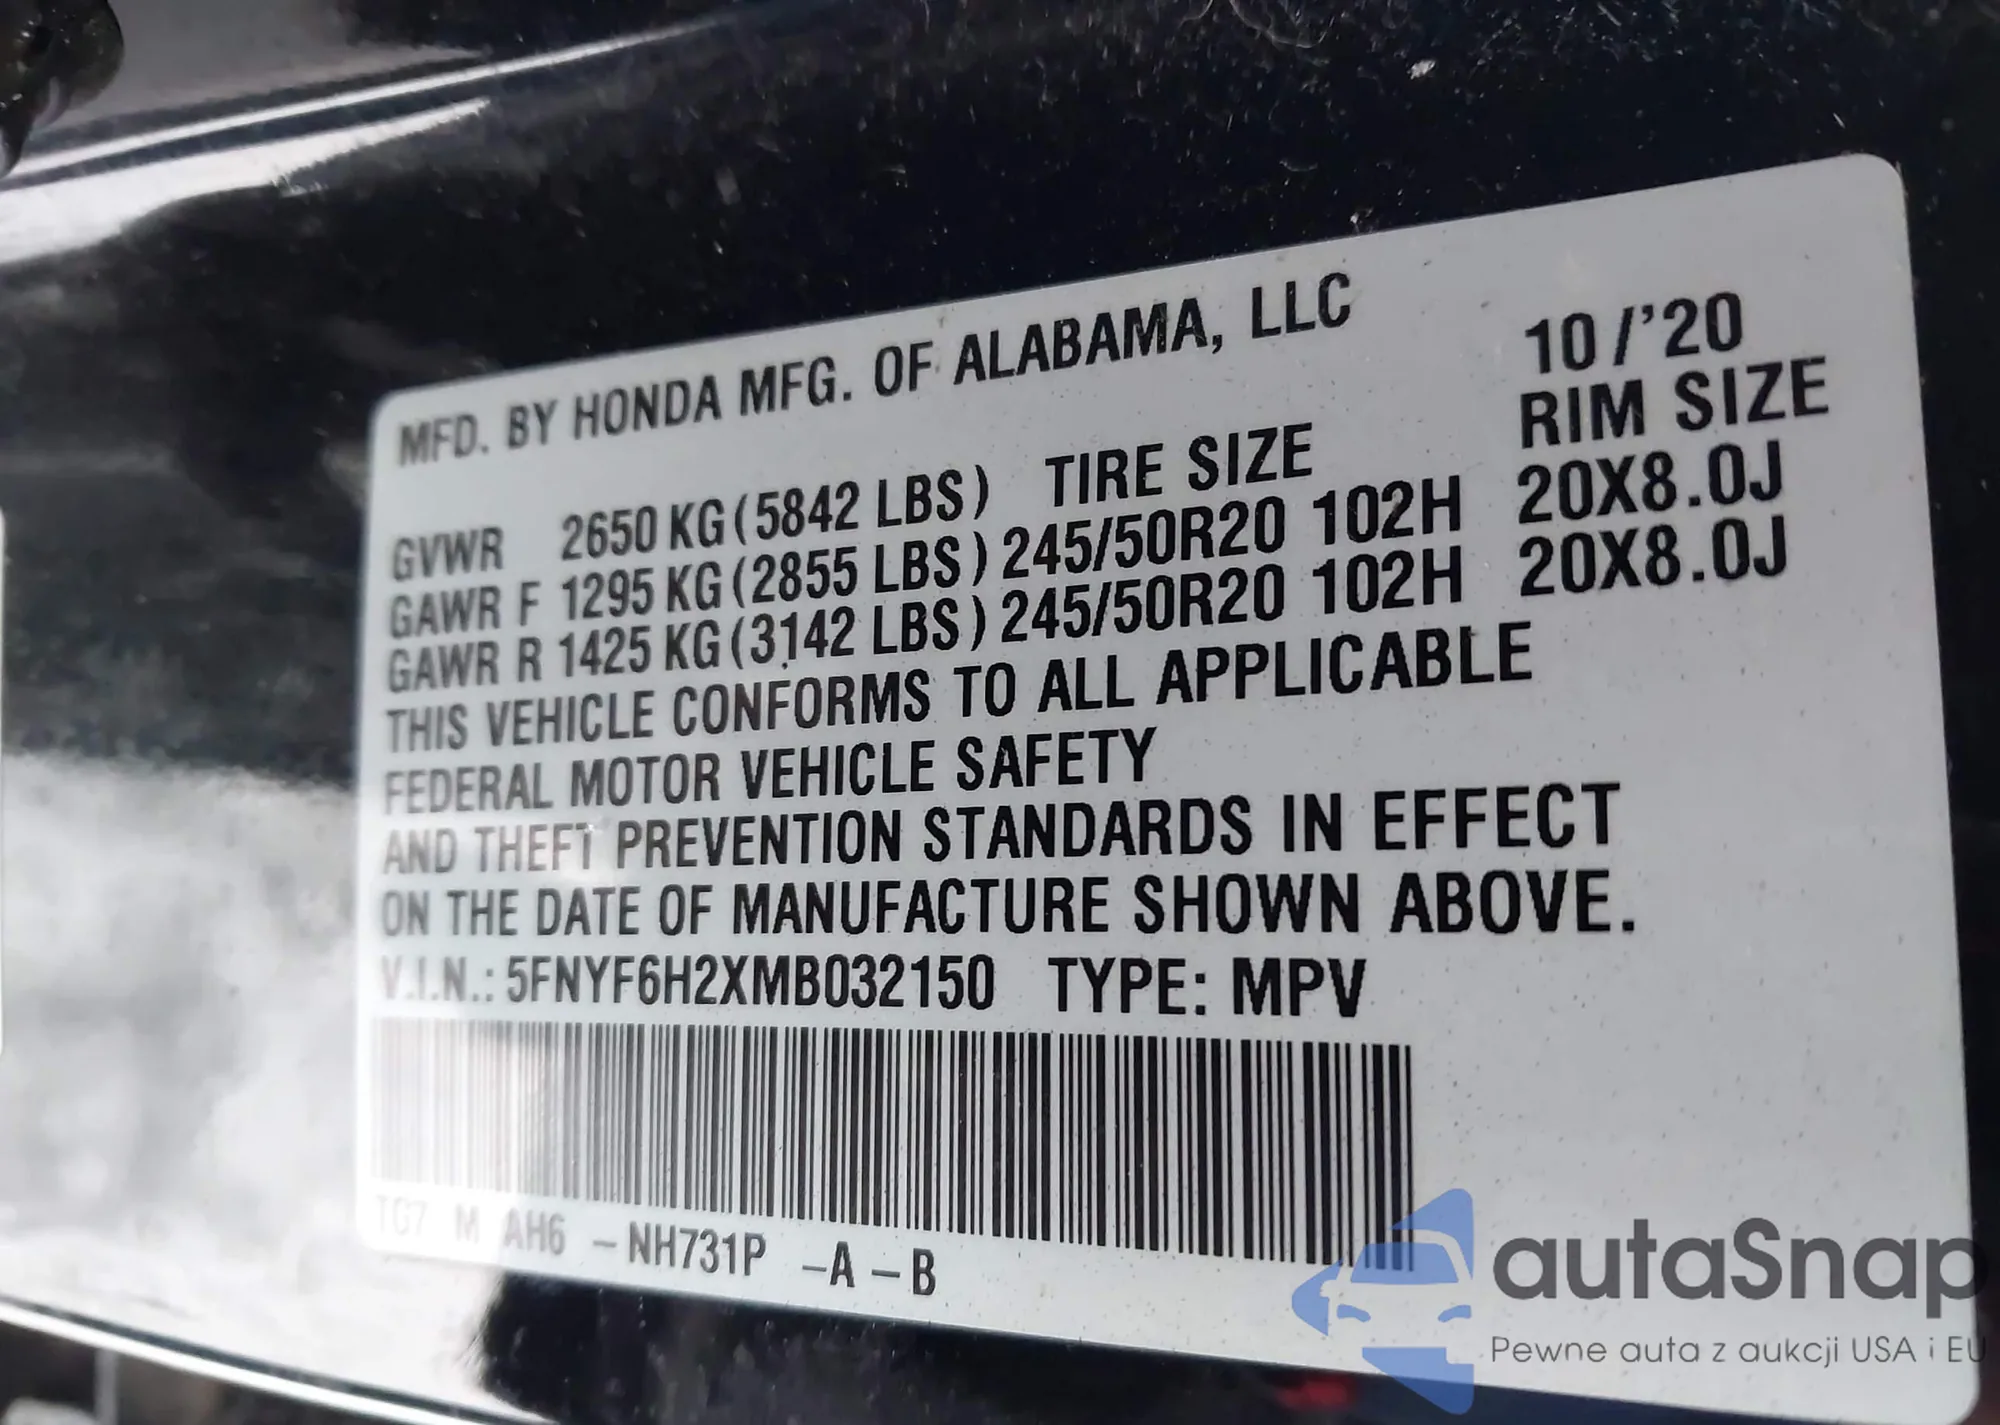 MFD. BY HONDA MFG. OF ALABAMA, LLC 10/'20
GVWR 2650 KG (5842 LBS) TIRE SIZE RIM SIZE
GAWR F 1295 KG (2855 LBS) 245/50R20 102H 20X8.0J
GAWR R 1425 KG (3142 LBS) 245/50R20 102H 20X8.0J
THIS VEHICLE CONFORMS TO ALL APPLICABLE
FEDERAL MOTOR VEHICLE SAFETY
AND THEFT PREVENTION STANDARDS IN EFFECT
ON THE DATE OF MANUFACTURE SHOWN ABOVE.
V.I.N.: 5FNYF6H2XMB032150 TYPE: MPV
TG7 M AH6 -NH731P -A -B
autaSnap
Pewne auta z aukcji USA i EU